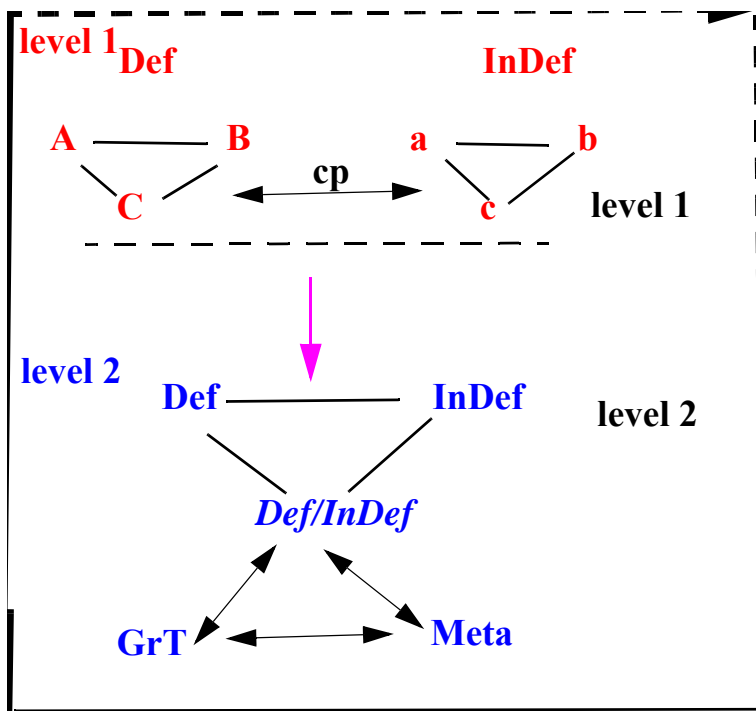 level 1
Def InDef
A B a b
cp
C c
level 1
level 2
Def InDef
level 2
Def/InDef
GrT Meta